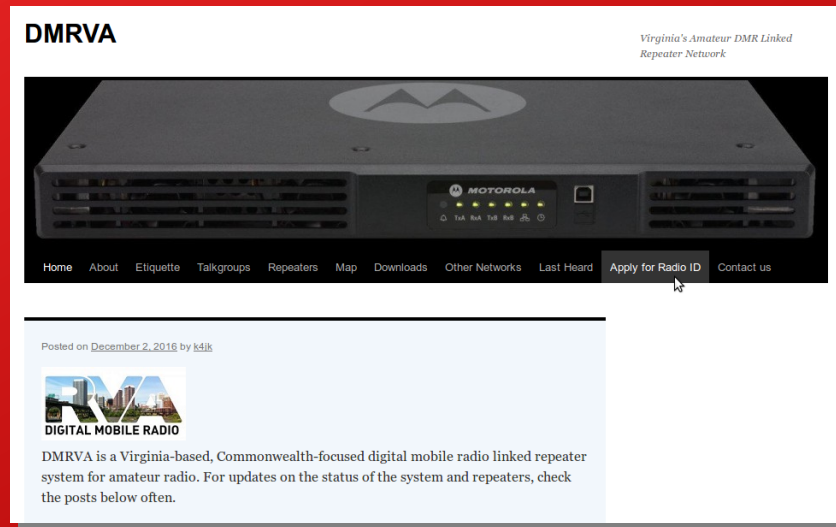 DMRVA
Virginia's Amateur DMR Linked
Repeater Network
MOTOROLA
TxA RxA TxB RxB
Home About Etiquette Talkgroups Repeaters Map Downloads Other Networks Last Heard Apply for Radio ID Contact us
Posted on December 2, 2016 by k4jk
RVA
DIGITAL MOBILE RADIO
DMRVA is a Virginia-based, Commonwealth-focused digital mobile radio linked repeater
system for amateur radio. For updates on the status of the system and repeaters, check
the posts below often.